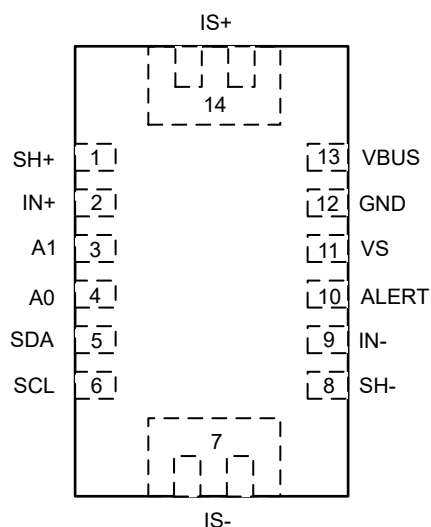 IS+
14
SH+ 1 13 VBUS
IN+ 2 12 GND
A1 3 11 VS
A0 4 10 ALERT
SDA 5 9 IN-
SCL 6 8 SH-
7
IS-